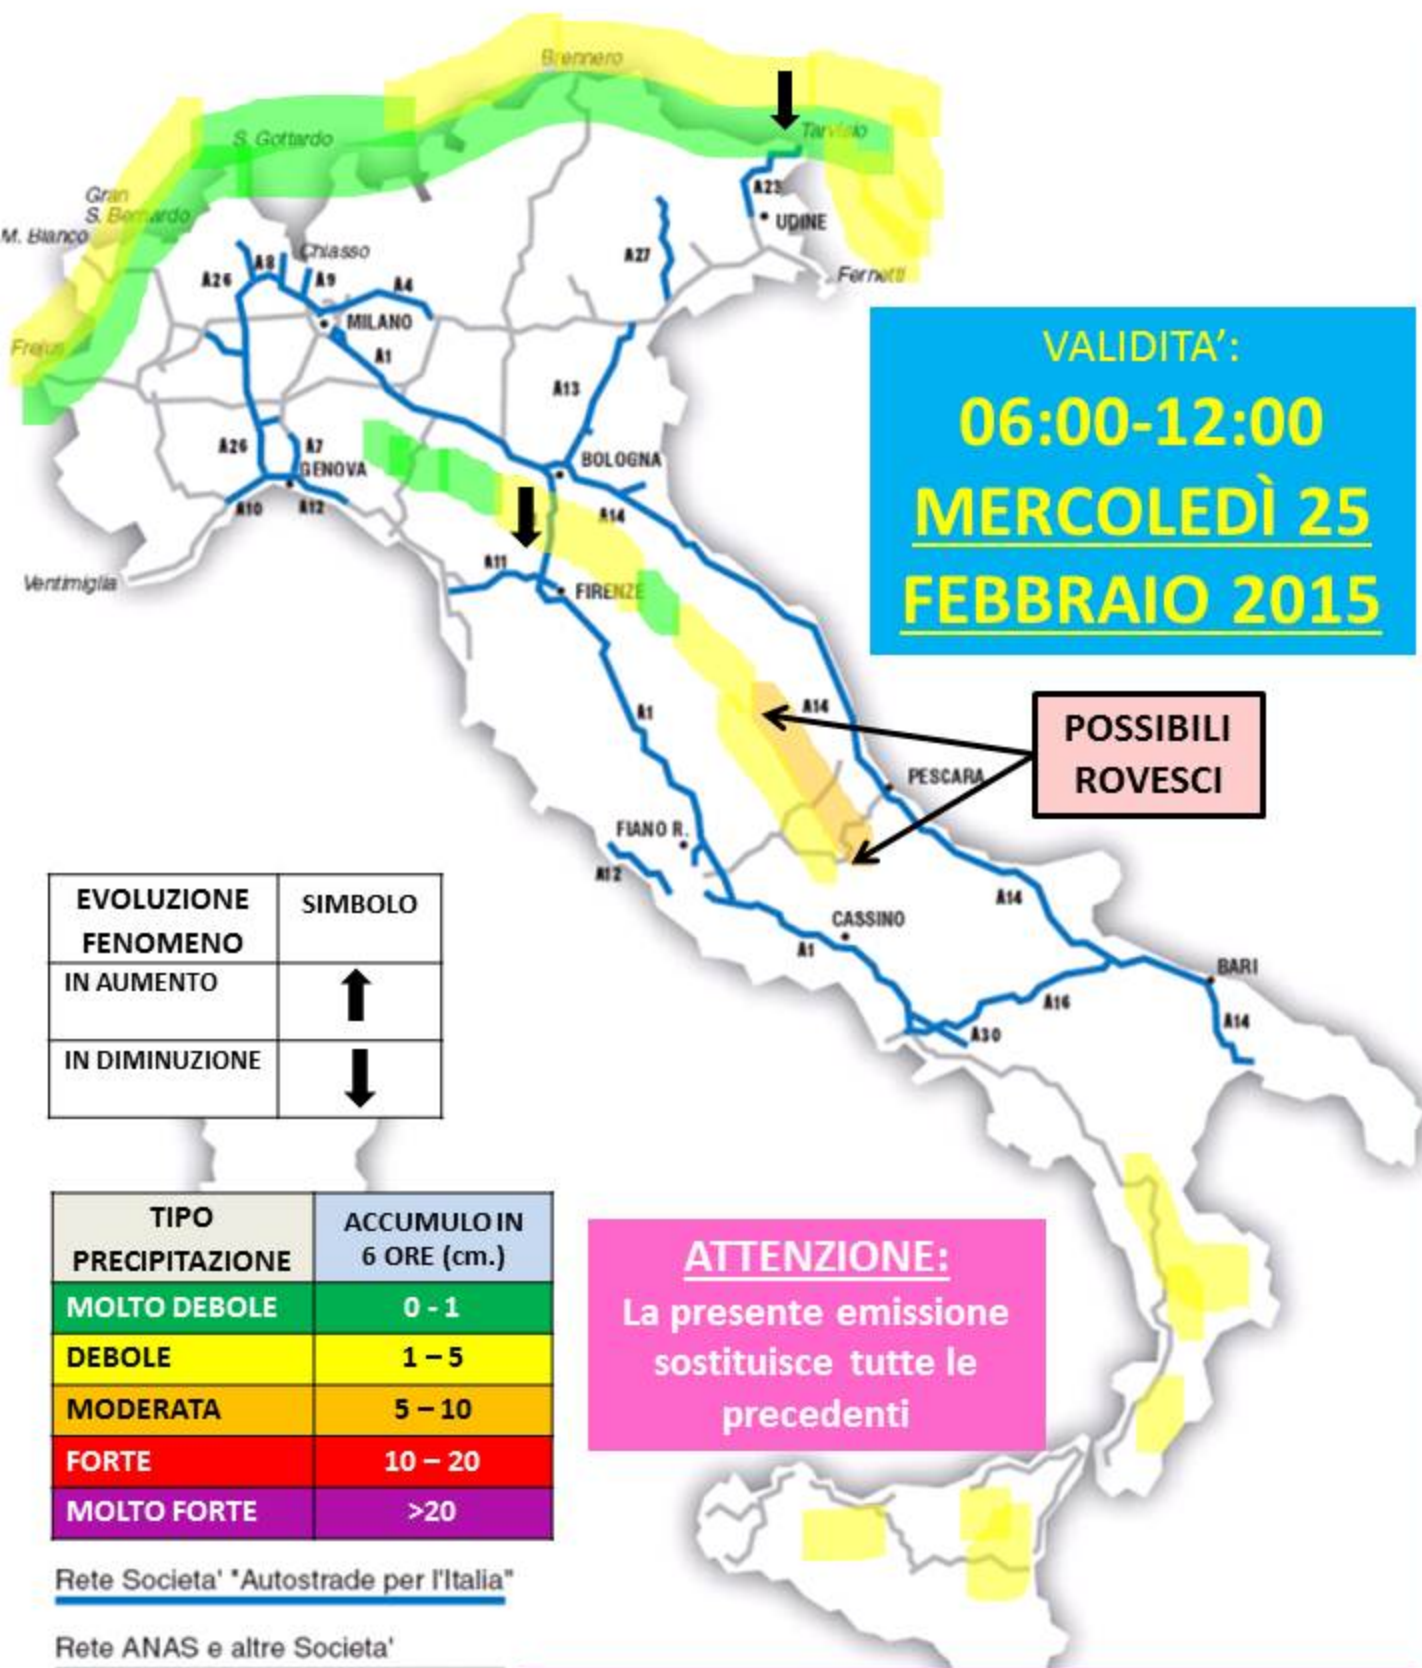 Brennero
Tarvisio
S. Gottardo
Gran
S. Bernardo
M. Bianco
A23
UDINE
Chiasso
A26
A8
A9
A4
A27
Fernetti
MILANO
Frejus
A1
A13
VALIDITA':
06:00-12:00
MERCOLEDÌ 25
FEBBRAIO 2015
A26
A7
GENOVA
BOLOGNA
A10
A12
A14
Ventimiglia
A11
FIRENZE
A1
A14
POSSIBILI
ROVESCI
PESCARA
FIANO R.
A12
A14
CASSINO
A1
BARI
A16
A14
A30
EVOLUZIONE
FENOMENO
SIMBOLO
IN AUMENTO
IN DIMINUZIONE
TIPO
PRECIPITAZIONE
ACCUMULO IN
6 ORE (cm.)
MOLTO DEBOLE
0 - 1
DEBOLE
1 – 5
MODERATA
5 – 10
FORTE
10 – 20
MOLTO FORTE
>20
ATTENZIONE:
La presente emissione
sostituisce tutte le
precedenti
Rete Societa' "Autostrade per l'Italia"
Rete ANAS e altre Societa'